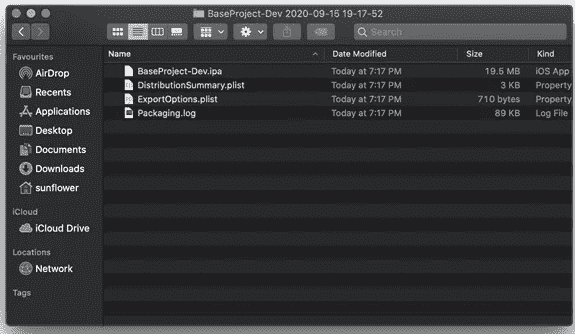 BaseProject-Dev 2020-09-15 19-17-52
Search
Favourites
AirDrop
Recents
Applications
Desktop
Documents
Downloads
sunflower
iCloud
iCloud Drive
Locations
Network
Tags
Name Date Modified Size Kind
BaseProject-Dev.ipa Today at 7:17 PM 19.5 MB iOS App
DistributionSummary.plist Today at 7:17 PM 3 KB Property
ExportOptions.plist Today at 7:17 PM 710 bytes Property
Packaging.log Today at 7:17 PM 89 KB Log File